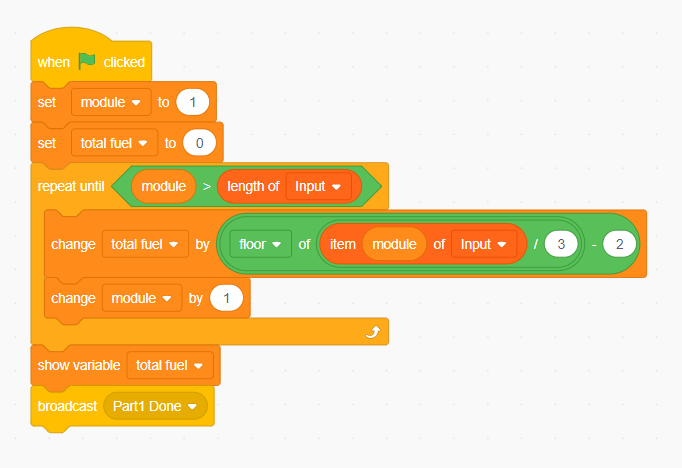 when clicked
set module to 1
set total fuel to 0
repeat until module > length of Input
change total fuel by floor of item module of Input / 3 - 2
change module by 1
show variable total fuel
broadcast Part1 Done